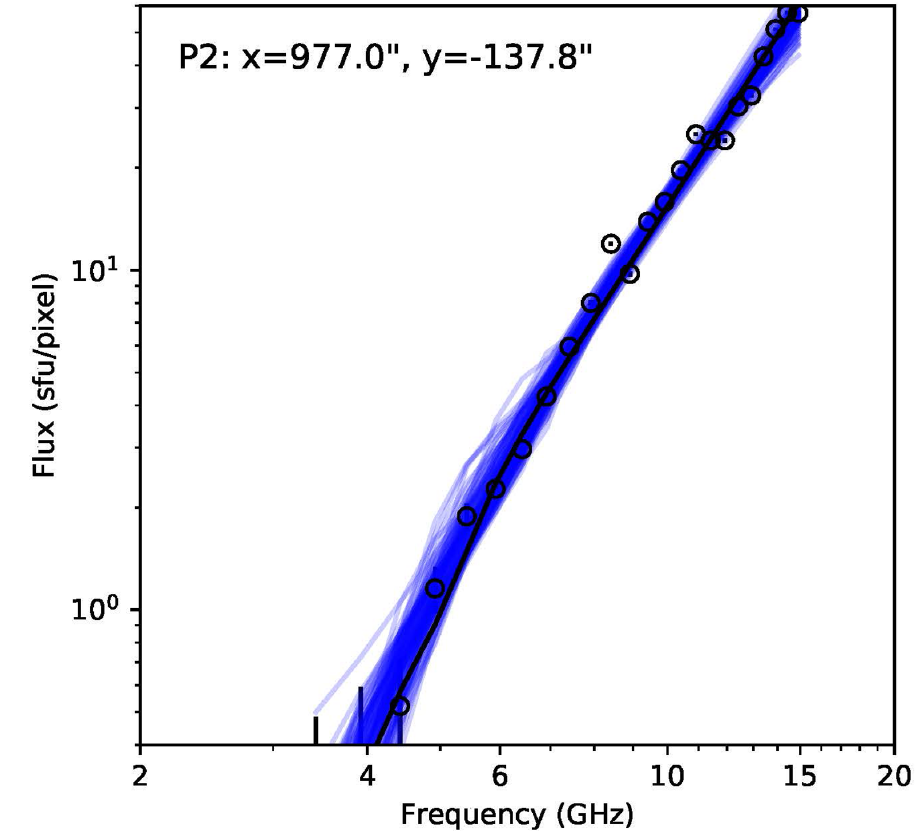 P2: x=977.0", y=-137.8"
Flux (sfu/pixel)
10¹
10⁰
2 4 6 10 15 20
Frequency (GHz)